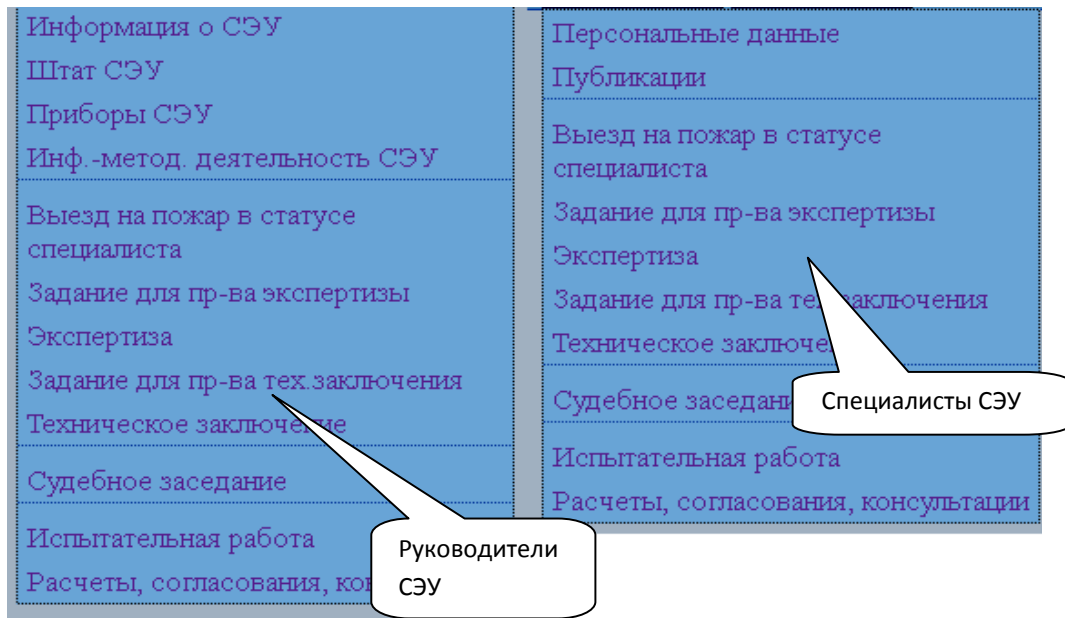 Информация о СЭУ
Штат СЭУ
Приборы СЭУ
Инф.-метод. деятельность СЭУ
Выезд на пожар в статусе
специалиста
Задание для пр-ва экспертизы
Экспертиза
Задание для пр-ва тех.заключения
Техническое заключение
Судебное заседание
Испытательная работа
Расчеты, согласования,
Руководители
СЭУ
Персональные данные
Публикации
Выезд на пожар в статусе
специалиста
Задание для пр-ва экспертизы
Экспертиза
Задание для пр-ва тех.заключения
Техническое
Судебное
Испытательная работа
Расчеты, согласования, консультации
Специалисты СЭУ